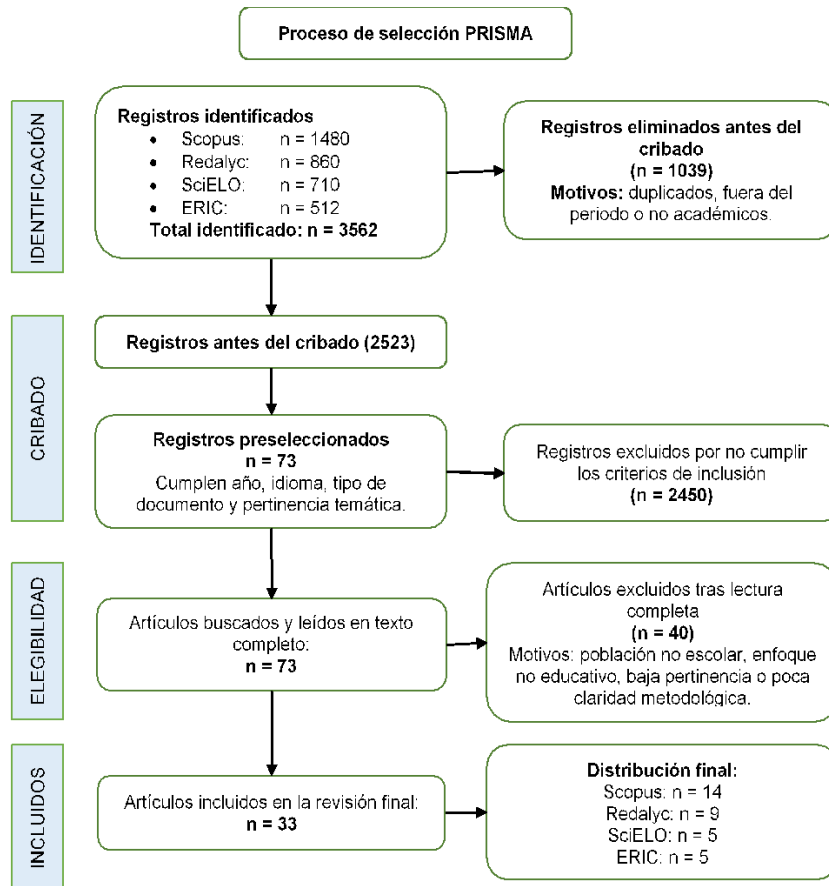 Proceso de selección PRISMA
IDENTIFICACIÓN
Registros identificados
• Scopus: n = 1480
• Redalyc: n = 860
• SciELO: n = 710
• ERIC: n = 512
Total identificado: n = 3562
Registros eliminados antes del
cribado
(n = 1039)
Motivos: duplicados, fuera del
periodo o no académicos.
CRIBADO
Registros antes del cribado (2523)
Registros preseleccionados
n = 73
Cumplen año, idioma, tipo de
documento y pertinencia temática.
Registros excluidos por no cumplir
los criterios de inclusión
(n = 2450)
ELEGIBILIDAD
Artículos buscados y leídos en texto
completo:
n = 73
Artículos excluidos tras lectura
completa
(n = 40)
Motivos: población no escolar, enfoque
no educativo, baja pertinencia o poca
claridad metodológica.
INCLUIDOS
Artículos incluidos en la revisión final:
n = 33
Distribución final:
Scopus: n = 14
Redalyc: n = 9
SciELO: n = 5
ERIC: n = 5